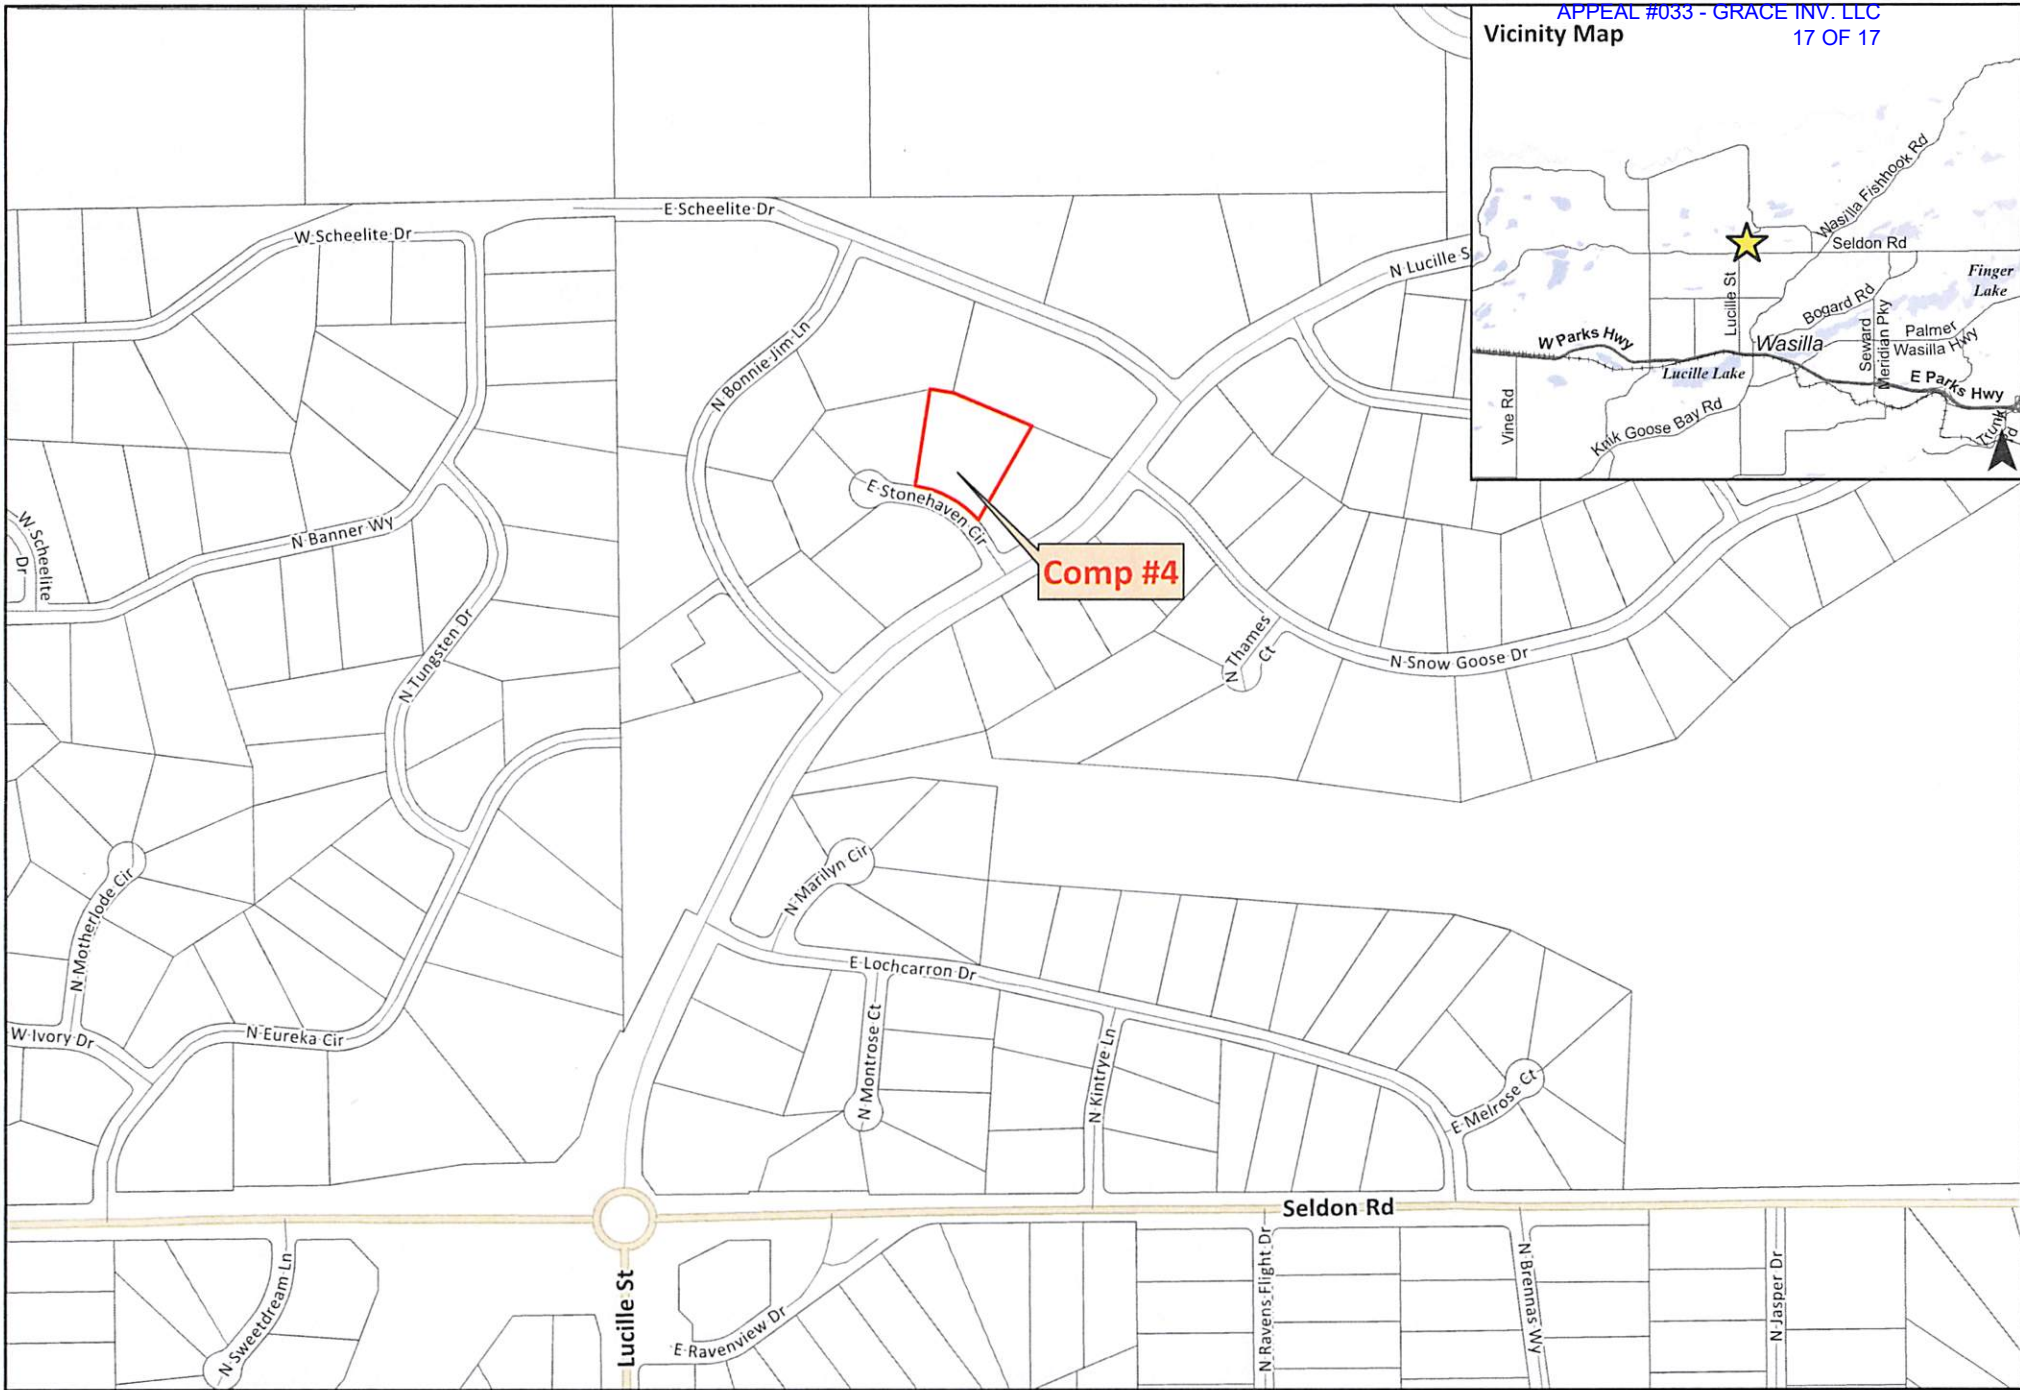 APPEAL #033 - GRACE INV. LLC
17 OF 17
Vicinity Map
Wasilla Fishhook Rd
Seldon Rd
Finger
Lake
Lucille St
Bogard Rd
Seward
Meridian Pky
Palmer
Wasilla Hwy
W Parks Hwy
Wasilla
Lucille Lake
E Parks Hwy
Vine Rd
Knik Goose Bay Rd
Trunk
Rd
E Scheelite Dr
W Scheelite Dr
N Lucille S
N Bonnie Jim Ln
E Stonehaven Cir
W Scheelite
Dr
N Banner Wy
Comp #4
N Tungsten Dr
N Thames
Ct
N Snow Goose Dr
N Marilyn Cir
N Motherlode Cir
E Lochcarron Dr
W Ivory Dr
N Eureka Cir
N Montrose Ct
N Kintrye Ln
E Melrose Ct
Seldon Rd
N Sweetdream Ln
Lucille St
E Ravenview Dr
N Ravens Flight Dr
N Brennas Wy
N Jasper Dr